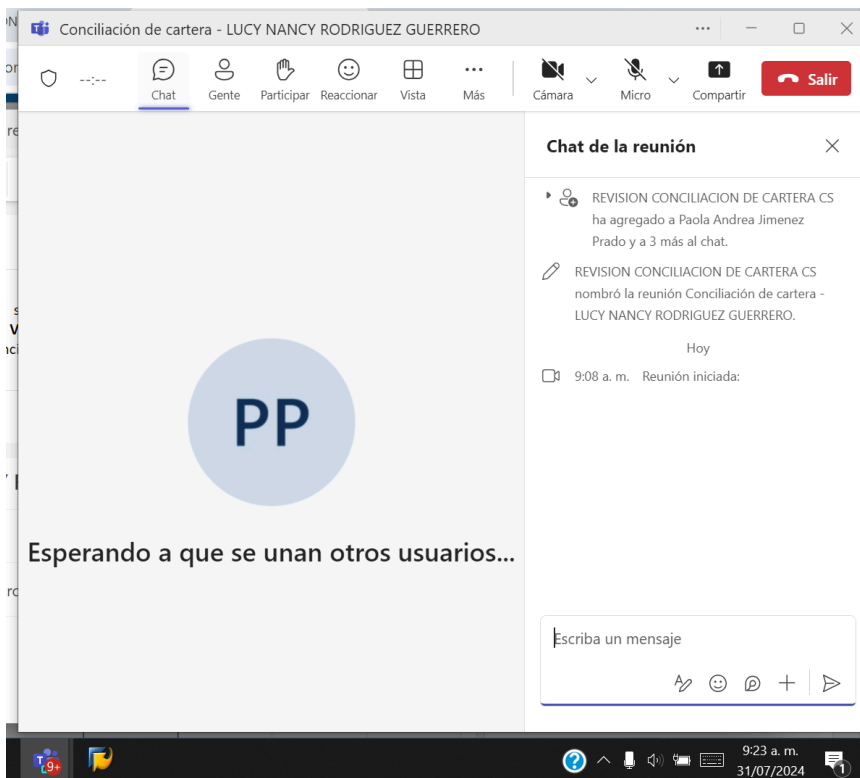 Conciliación de cartera - LUCY NANCY RODRIGUEZ GUERRERO
--:--
Chat
Gente
Participar
Reaccionar
Vista
Más
Cámara
Micro
Compartir
Salir
Chat de la reunión
REVISION CONCILIACION DE CARTERA CS
ha agregado a Paola Andrea Jimenez
Prado y a 3 más al chat.
REVISION CONCILIACION DE CARTERA CS
nombró la reunión Conciliación de cartera -
LUCY NANCY RODRIGUEZ GUERRERO.
Hoy
9:08 a. m. Reunión iniciada:
PP
Esperando a que se unan otros usuarios...
Escriba un mensaje
9+
9:23 a. m.
31/07/2024
1